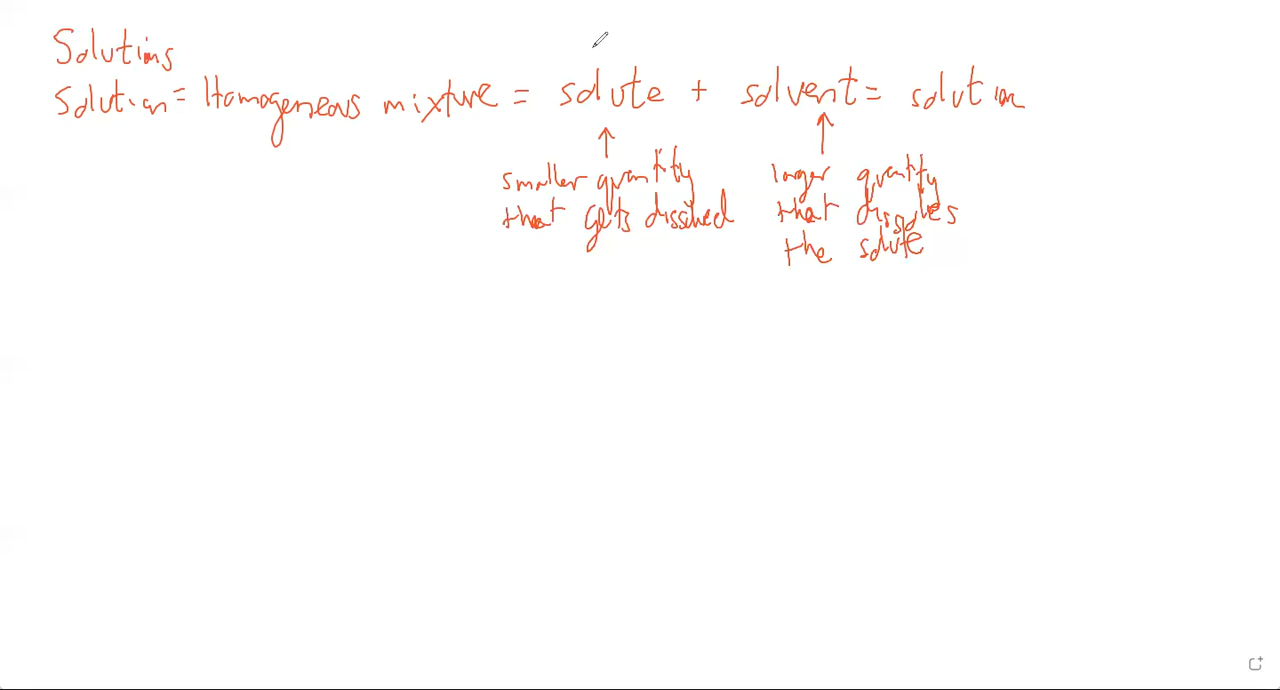 Solutions
Solution = Homogeneous mixture = solute + solvent = solution
smaller quantity
that gets dissolved
larger quantity
that dissolves
the solute